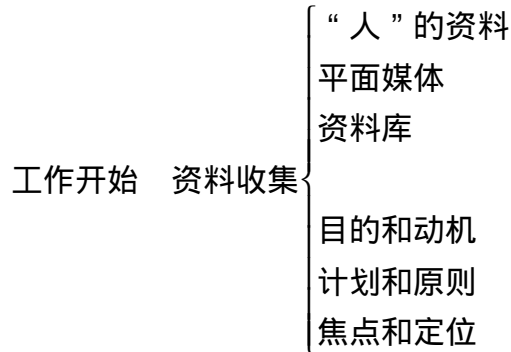 “人”的资料
平面媒体
资料库
工作开始 资料收集
目的和动机
计划和原则
焦点和定位